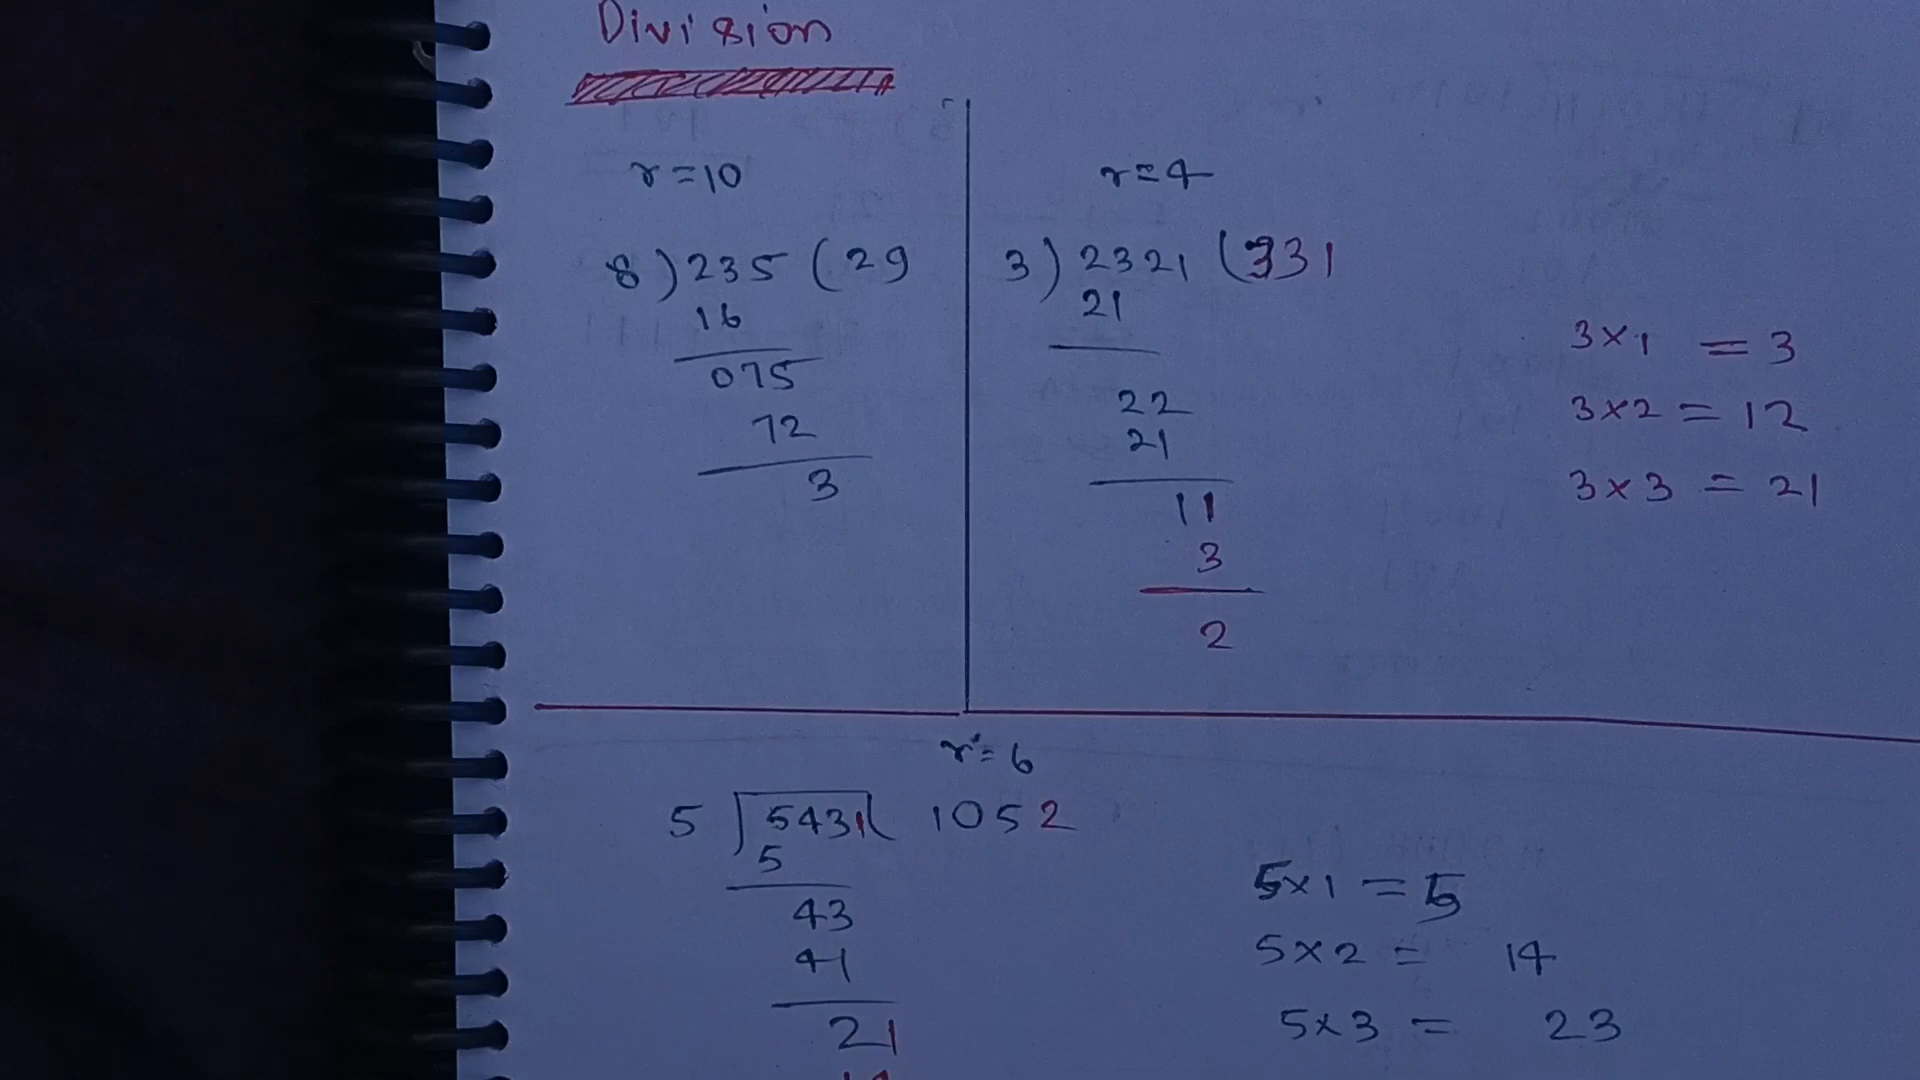 Division
r=10
8)235(29
16
075
72
3
r=4
3)2321(331
21
22
21
11
3
2
3×1 = 3
3×2 = 12
3×3 = 21
r=6
5)5431( 1052
5
43
41
21
5×1 = 5
5×2 = 14
5×3 = 23